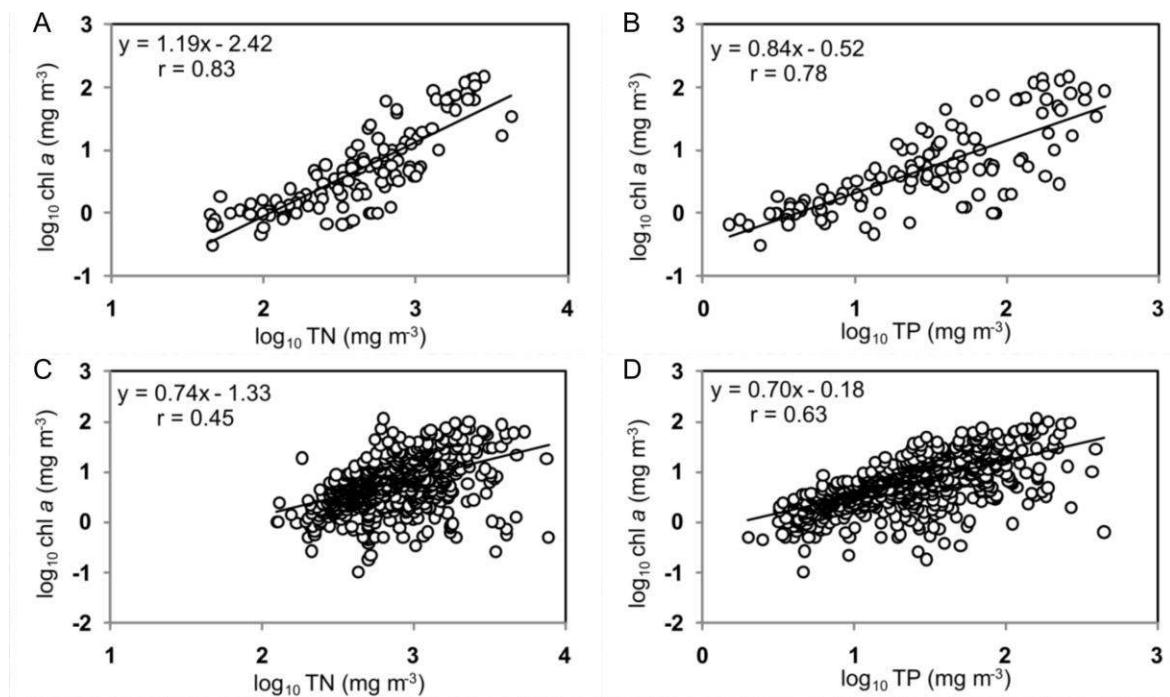 A
y = 1.19x - 2.42
r = 0.83
log₁₀ chl a (mg m⁻³)
3
2
1
0
-1
1 2 3 4
log₁₀ TN (mg m⁻³)
B
y = 0.84x - 0.52
r = 0.78
log₁₀ chl a (mg m⁻³)
3
2
1
0
-1
0 1 2 3
log₁₀ TP (mg m⁻³)
C
y = 0.74x - 1.33
r = 0.45
log₁₀ chl a (mg m⁻³)
3
2
1
0
-1
-2
1 2 3 4
log₁₀ TN (mg m⁻³)
D
y = 0.70x - 0.18
r = 0.63
log₁₀ chl a (mg m⁻³)
3
2
1
0
-1
-2
0 1 2 3
log₁₀ TP (mg m⁻³)